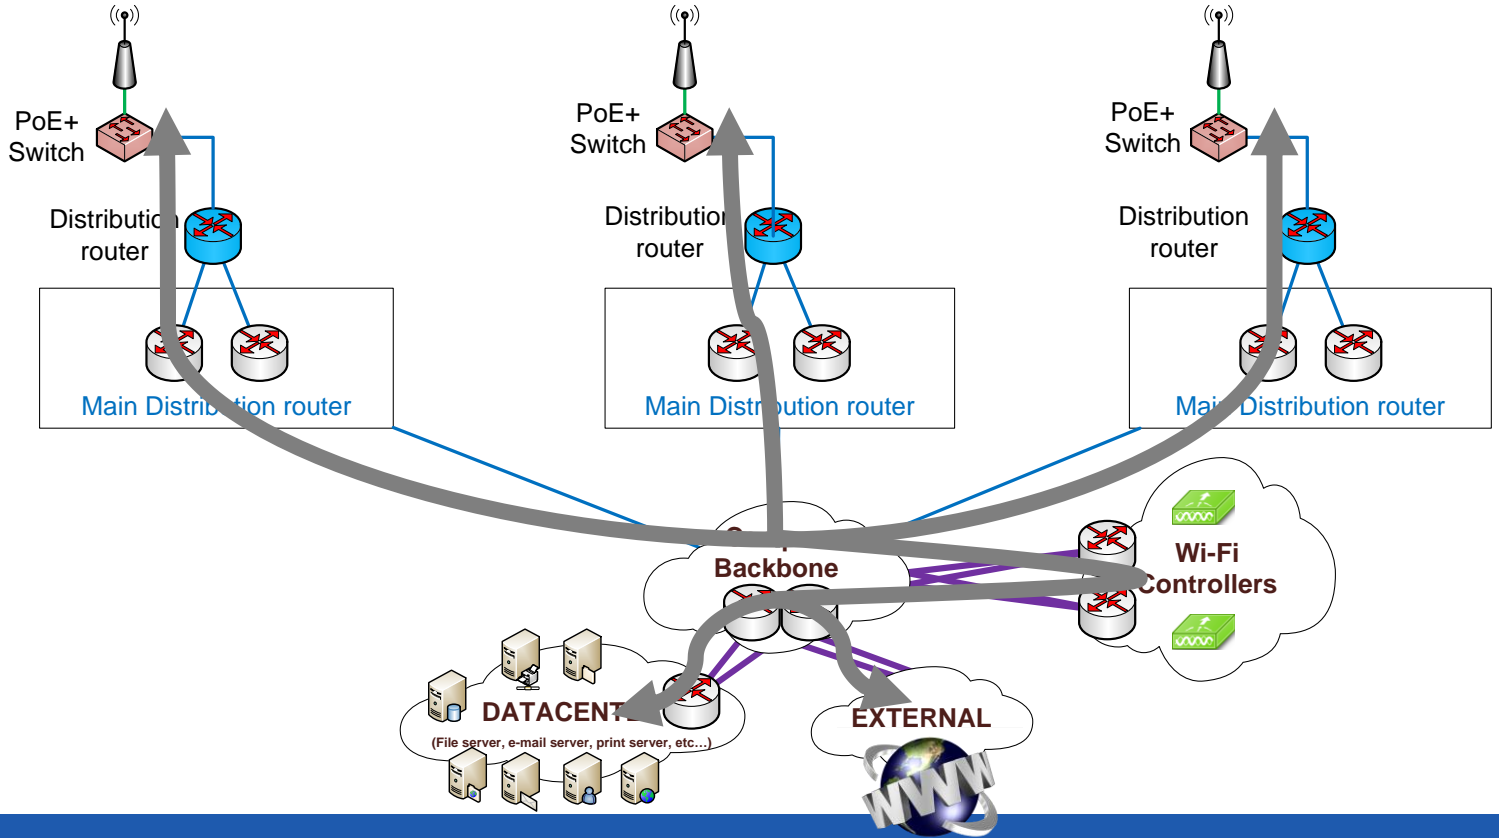 PoE+
Switch
PoE+
Switch
PoE+
Switch
Distribution
router
Distribution
router
Distribution
router
Main Distribution router
Main Distribution router
Main Distribution router
Backbone
Wi-Fi
Controllers
DATACENTE
(File server, e-mail server, print server, etc...)
EXTERNAL
WWW